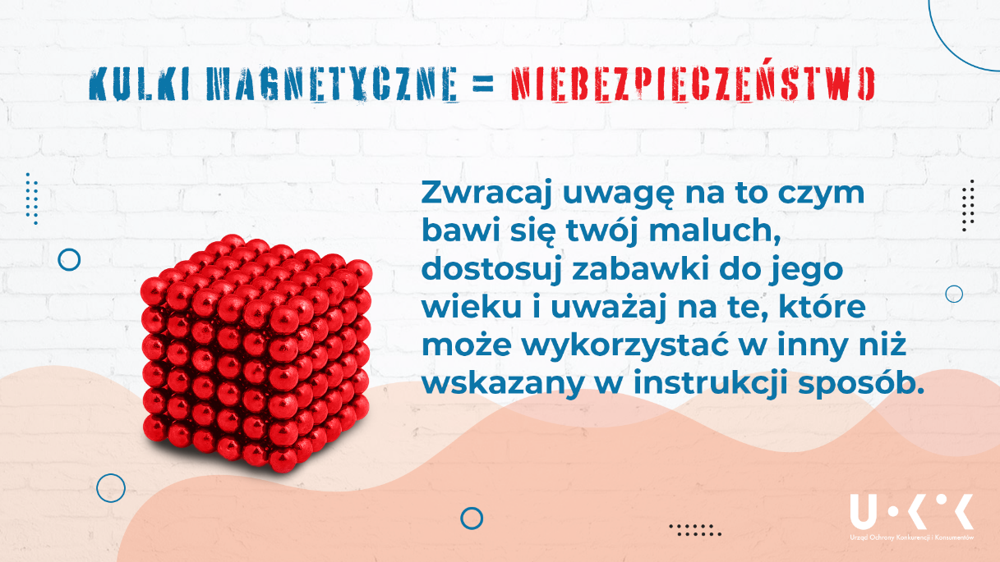 KULKI MAGNETYCZNE = NIEBEZPIECZEŃSTWO
Zwracaj uwagę na to czym
bawi się twój maluch,
dostosuj zabawki do jego
wieku i uważaj na te, które
może wykorzystać w inny niż
wskazany w instrukcji sposób.
UOKiK
Urząd Ochrony Konkurencji i Konsumentów